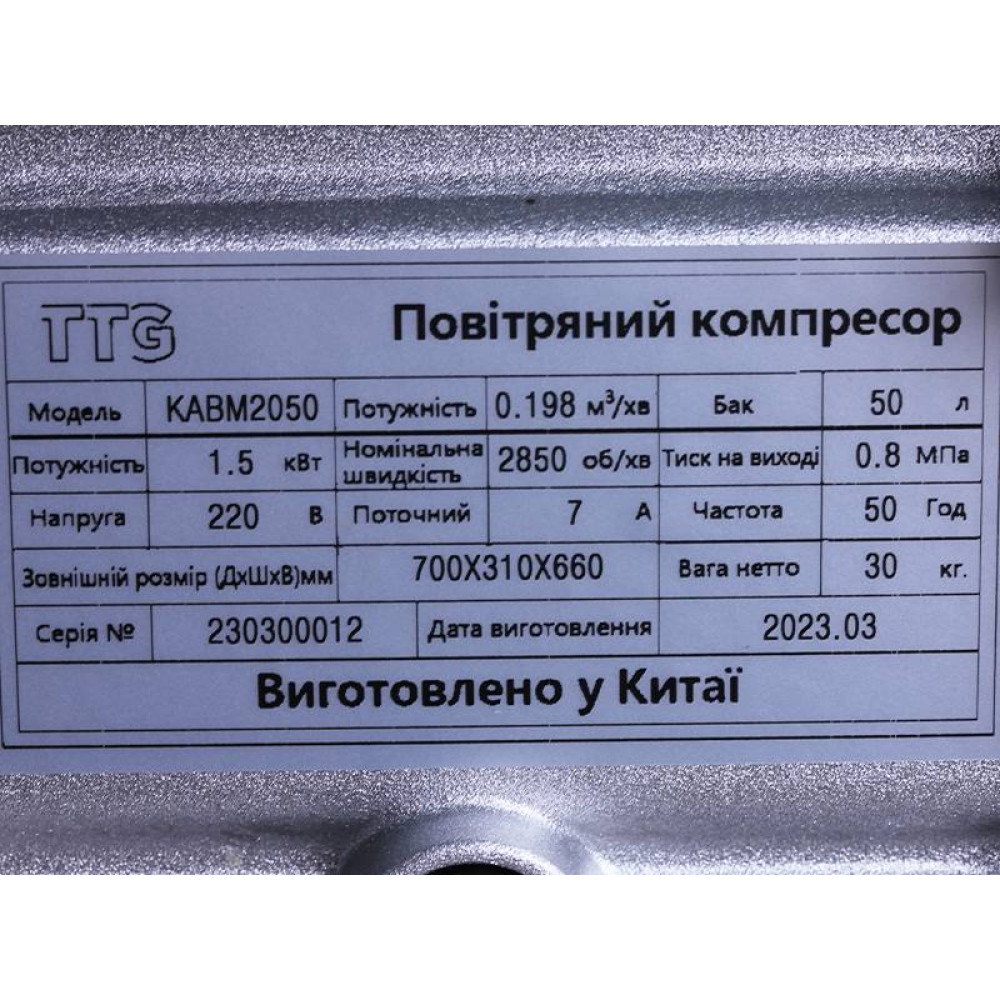 TTG Повітряний компресор
Модель KABM2050 Потужність 0.198 м³/хв Бак 50 л
Потужність 1.5 кВт Номінальна швидкість 2850 об/хв Тиск на виході 0.8 МПа
Напруга 220 В Поточний 7 А Частота 50 Год
Зовнішній розмір (ДхШхВ)мм 700X310X660 Вага нетто 30 кг.
Серія № 230300012 Дата виготовлення 2023.03
Виготовлено у Китаї